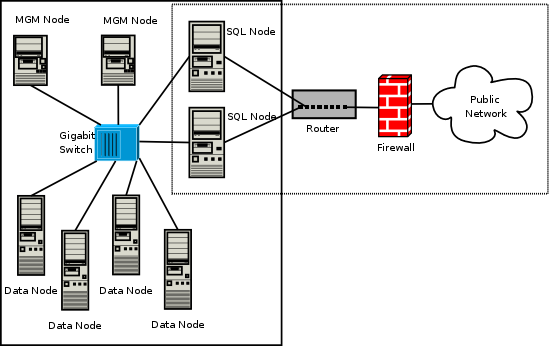 MGM Node
MGM Node
SQL Node
SQL Node
Gigabit
Switch
Router
Firewall
Public
Network
Data Node
Data Node
Data Node
Data Node